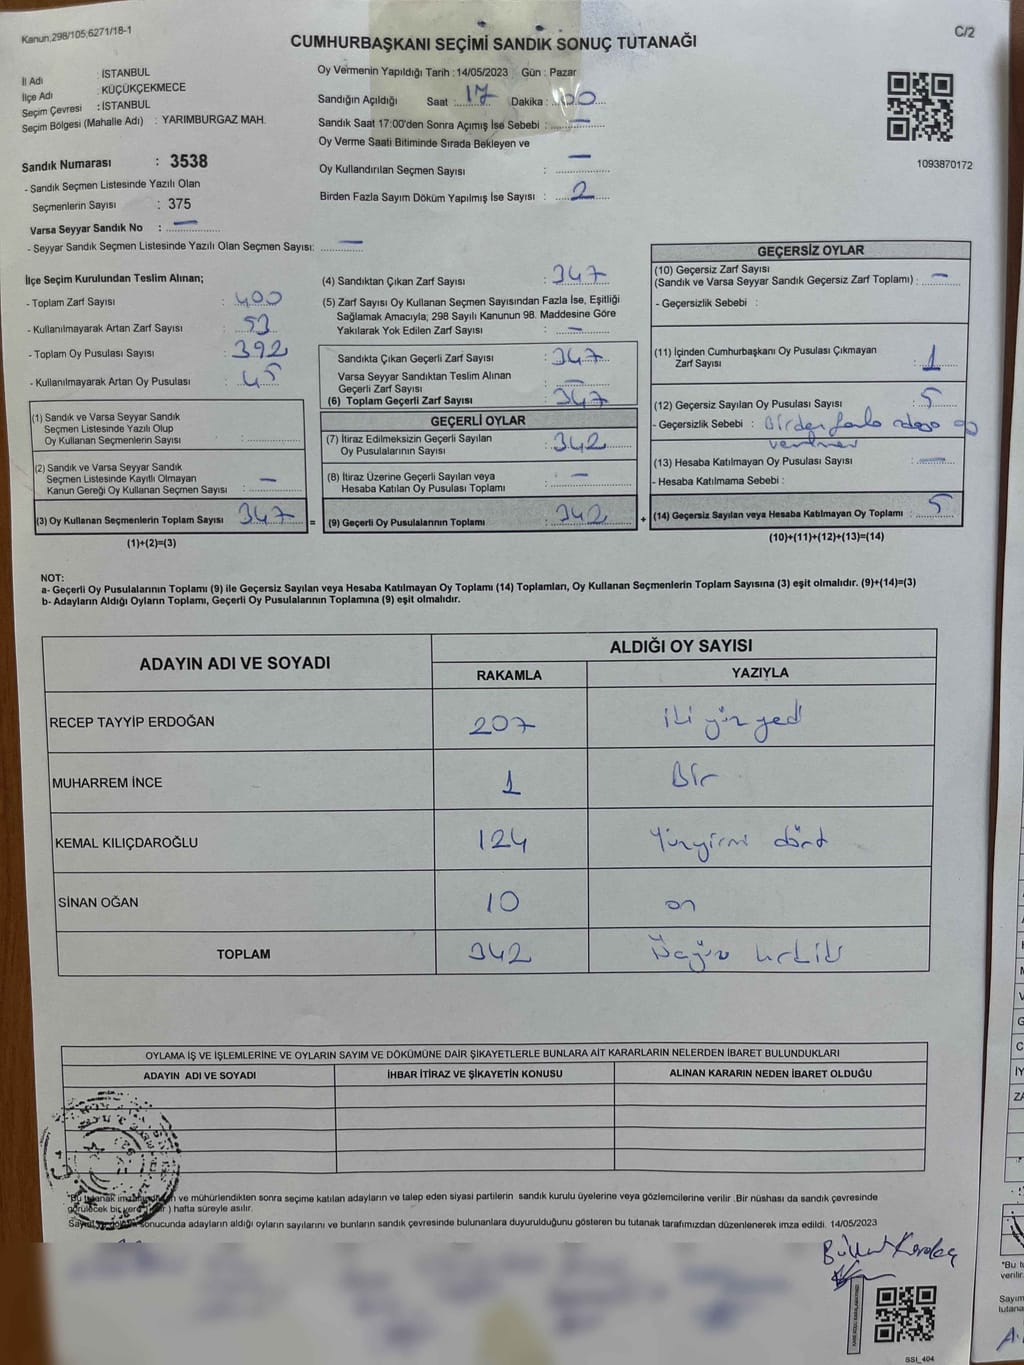 Kanun;298/105;6271/18-1
C/2
CUMHURBAŞKANI SEÇİMİ SANDIK SONUÇ TUTANAĞI
İl Adı : İSTANBUL
İlçe Adı : KÜÇÜKÇEKMECE
Seçim Çevresi : İSTANBUL
Seçim Bölgesi (Mahalle Adı) : YARIMBURGAZ MAH.
Sandık Numarası : 3538
- Sandık Seçmen Listesinde Yazılı Olan
Seçmenlerin Sayısı : 375
Varsa Seyyar Sandık No : —
- Seyyar Sandık Seçmen Listesinde Yazılı Olan Seçmen Sayısı: —
Oy Vermenin Yapıldığı Tarih : 14/05/2023 Gün : Pazar
Sandığın Açıldığı Saat : 17 Dakika : 00
Sandık Saat 17:00'den Sonra Açımış İse Sebebi : —
Oy Verme Saati Bitiminde Sırada Bekleyen ve
Oy Kullandırılan Seçmen Sayısı : —
Birden Fazla Sayım Döküm Yapılmış İse Sayısı : 2
1093870172
İlçe Seçim Kurulundan Teslim Alınan;
- Toplam Zarf Sayısı : 400
- Kullanılmayarak Artan Zarf Sayısı : 53
- Toplam Oy Pusulası Sayısı : 392
- Kullanılmayarak Artan Oy Pusulası : 45
(1) Sandık ve Varsa Seyyar Sandık
Seçmen Listesinde Yazılı Olup
Oy Kullanan Seçmenlerin Sayısı :
(2) Sandık ve Varsa Seyyar Sandık
Seçmen Listesinde Kayıtlı Olmayan
Kanun Gereği Oy Kullanan Seçmen Sayısı : —
(3) Oy Kullanan Seçmenlerin Toplam Sayısı 347
(1)+(2)=(3)
(4) Sandıktan Çıkan Zarf Sayısı : 347
(5) Zarf Sayısı Oy Kullanan Seçmen Sayısından Fazla İse, Eşitliği
Sağlamak Amacıyla; 298 Sayılı Kanunun 98. Maddesine Göre
Yakılarak Yok Edilen Zarf Sayısı : —
Sandıkta Çıkan Geçerli Zarf Sayısı : 347
Varsa Seyyar Sandıktan Teslim Alınan
Geçerli Zarf Sayısı : —
(6) Toplam Geçerli Zarf Sayısı : 347
GEÇERLİ OYLAR
(7) İtiraz Edilmeksizin Geçerli Sayılan
Oy Pusulalarının Sayısı : 342
(8) İtiraz Üzerine Geçerli Sayılan veya
Hesaba Katılan Oy Pusulası Toplamı : —
= (9) Geçerli Oy Pusulalarının Toplamı : 342
GEÇERSİZ OYLAR
(10) Geçersiz Zarf Sayısı
(Sandık ve Varsa Seyyar Sandık Geçersiz Zarf Toplamı) : —
- Geçersizlik Sebebi :
(11) İçinden Cumhurbaşkanı Oy Pusulası Çıkmayan
Zarf Sayısı : 1
(12) Geçersiz Sayılan Oy Pusulası Sayısı : 5
- Geçersizlik Sebebi : Birden fazla
(13) Hesaba Katılmayan Oy Pusulası Sayısı : —
- Hesaba Katılmama Sebebi :
+ (14) Geçersiz Sayılan veya Hesaba Katılmayan Oy Toplamı : 5
(10)+(11)+(12)+(13)=(14)
NOT:
a- Geçerli Oy Pusulalarının Toplamı (9) ile Geçersiz Sayılan veya Hesaba Katılmayan Oy Toplamı (14) Toplamları, Oy Kullanan Seçmenlerin Toplam Sayısına (3) eşit olmalıdır. (9)+(14)=(3)
b- Adayların Aldığı Oyların Toplamı, Geçerli Oy Pusulalarının Toplamına (9) eşit olmalıdır.
ADAYIN ADI VE SOYADI
ALDIĞI OY SAYISI
RAKAMLA YAZIYLA
RECEP TAYYİP ERDOĞAN 207 iki yüz yedi
MUHARREM İNCE 1 Bir
KEMAL KILIÇDAROĞLU 124 Yüzyirmi dört
SİNAN OĞAN 10 on
TOPLAM 342 Üçyüz kırkiki
OYLAMA İŞ VE İŞLEMLERİNE VE OYLARIN SAYIM VE DÖKÜMÜNE DAİR ŞİKAYETLERLE BUNLARA AİT KARARLARIN NELERDEN İBARET BULUNDUKLARI
ADAYIN ADI VE SOYADI İHBAR İTİRAZ VE ŞİKAYETİN KONUSU ALINAN KARARIN NEDEN İBARET OLDUĞU
ve mühürlendikten sonra seçime katılan adayların ve talep eden siyasi partilerin sandık kurulu üyelerine veya gözlemcilerine verilir .Bir nüshası da sandık çevresinde
hafta süreyle asılır.
sonucunda adayların aldığı oyların sayılarını ve bunların sandık çevresinde bulunanlara duyurulduğunu gösteren bu tutanak tarafımızdan düzenlenerek imza edildi. 14/05/2023
SSI_404